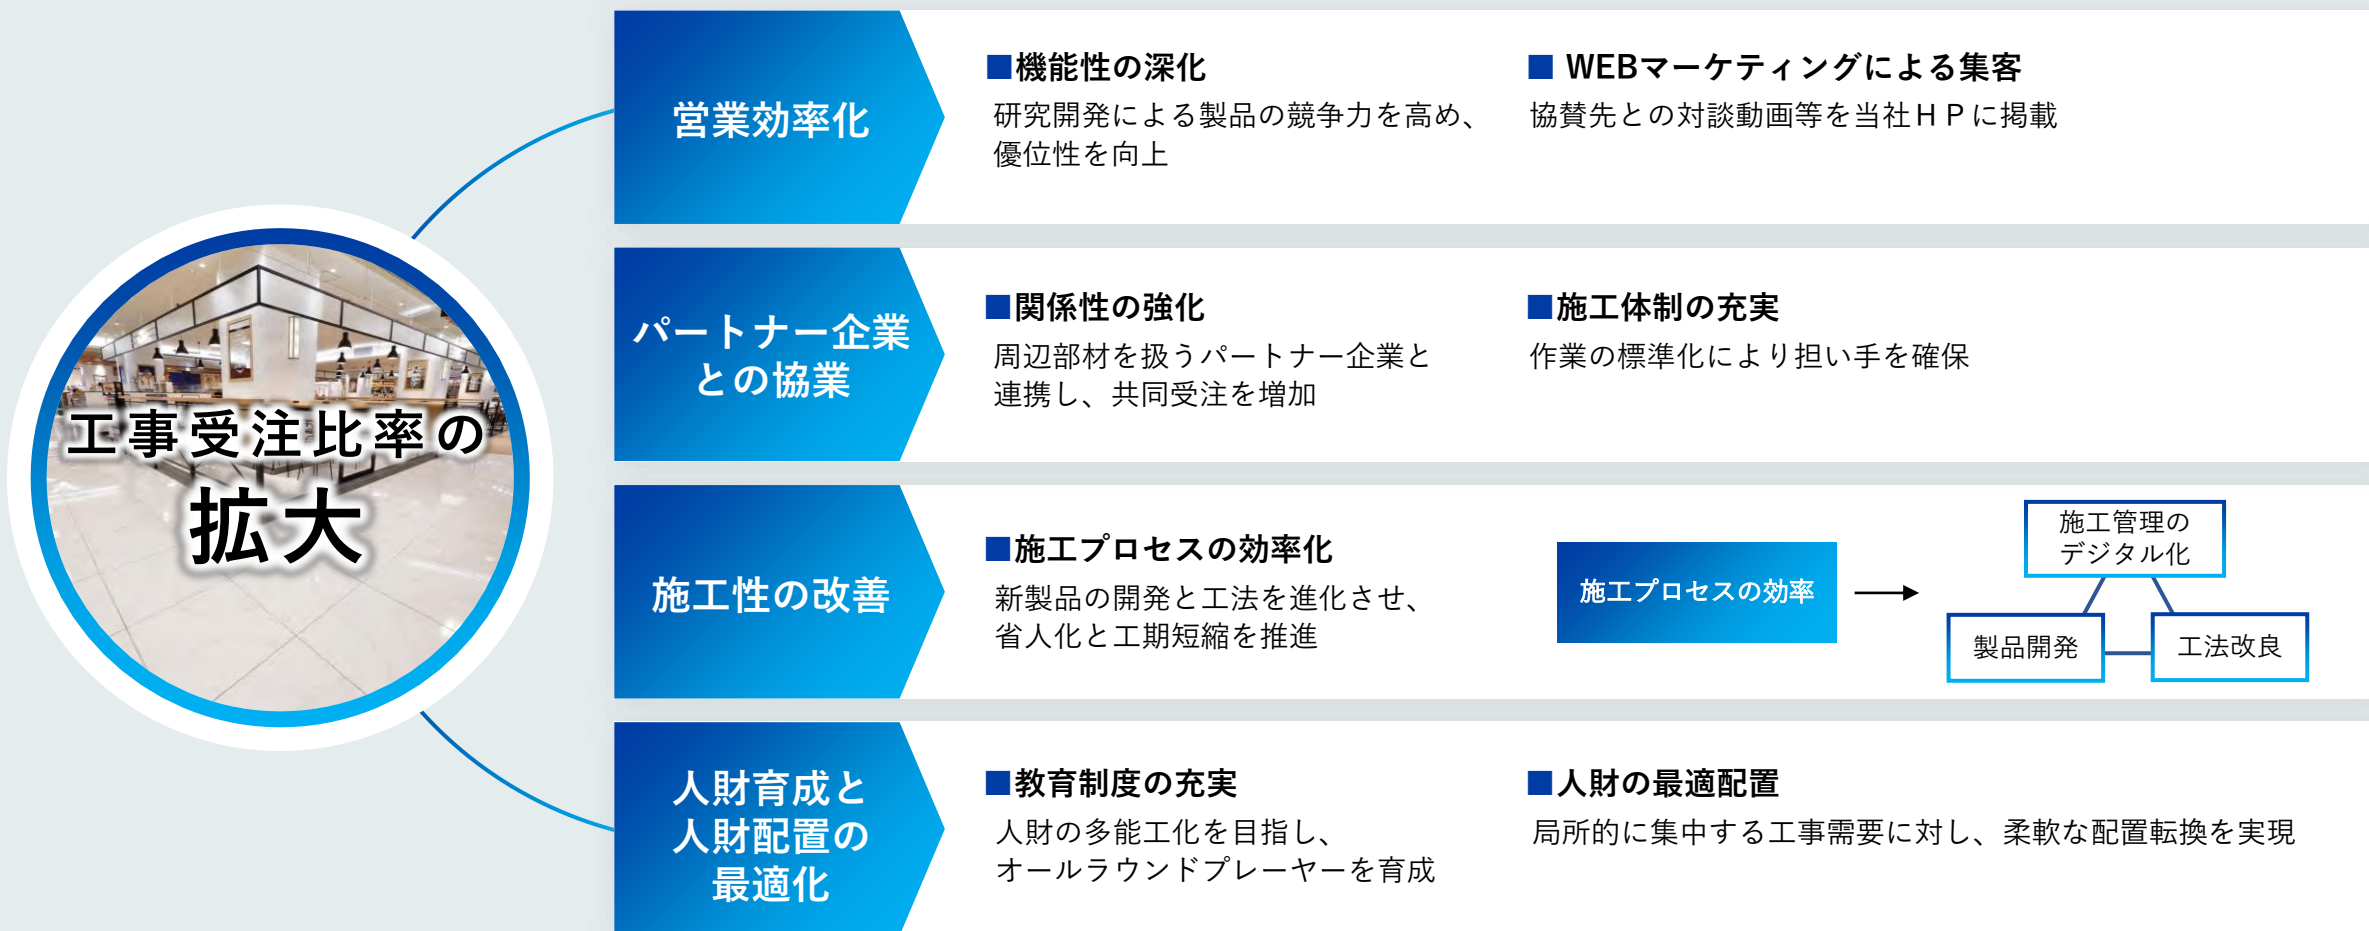 工事受注比率の
拡大
営業効率化
■機能性の深化
研究開発による製品の競争力を高め、
優位性を向上
■ WEBマーケティングによる集客
協賛先との対談動画等を当社ＨＰに掲載
パートナー企業
との協業
■関係性の強化
周辺部材を扱うパートナー企業と
連携し、共同受注を増加
■施工体制の充実
作業の標準化により担い手を確保
施工性の改善
■施工プロセスの効率化
新製品の開発と工法を進化させ、
省人化と工期短縮を推進
施工プロセスの効率
施工管理の
デジタル化
製品開発
工法改良
人財育成と
人財配置の
最適化
■教育制度の充実
人財の多能工化を目指し、
オールラウンドプレーヤーを育成
■人財の最適配置
局所的に集中する工事需要に対し、柔軟な配置転換を実現